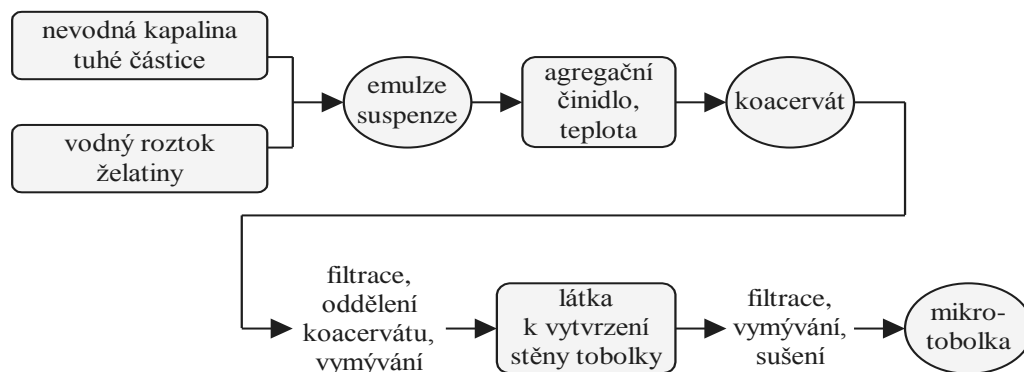 nevodná kapalina
tuhé částice
vodný roztok
želatiny
emulze
suspenze
agregační
činidlo,
teplota
koacervát
filtrace,
oddělení
koacervátu,
vymývání
látka
k vytvrzení
stěny tobolky
filtrace,
vymývání,
sušení
mikro-
tobolka